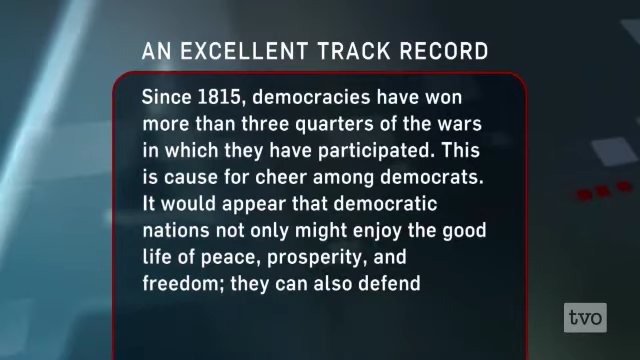 AN EXCELLENT TRACK RECORD
Since 1815, democracies have won
more than three quarters of the wars
in which they have participated. This
is cause for cheer among democrats.
It would appear that democratic
nations not only might enjoy the good
life of peace, prosperity, and
freedom; they can also defend
tvo